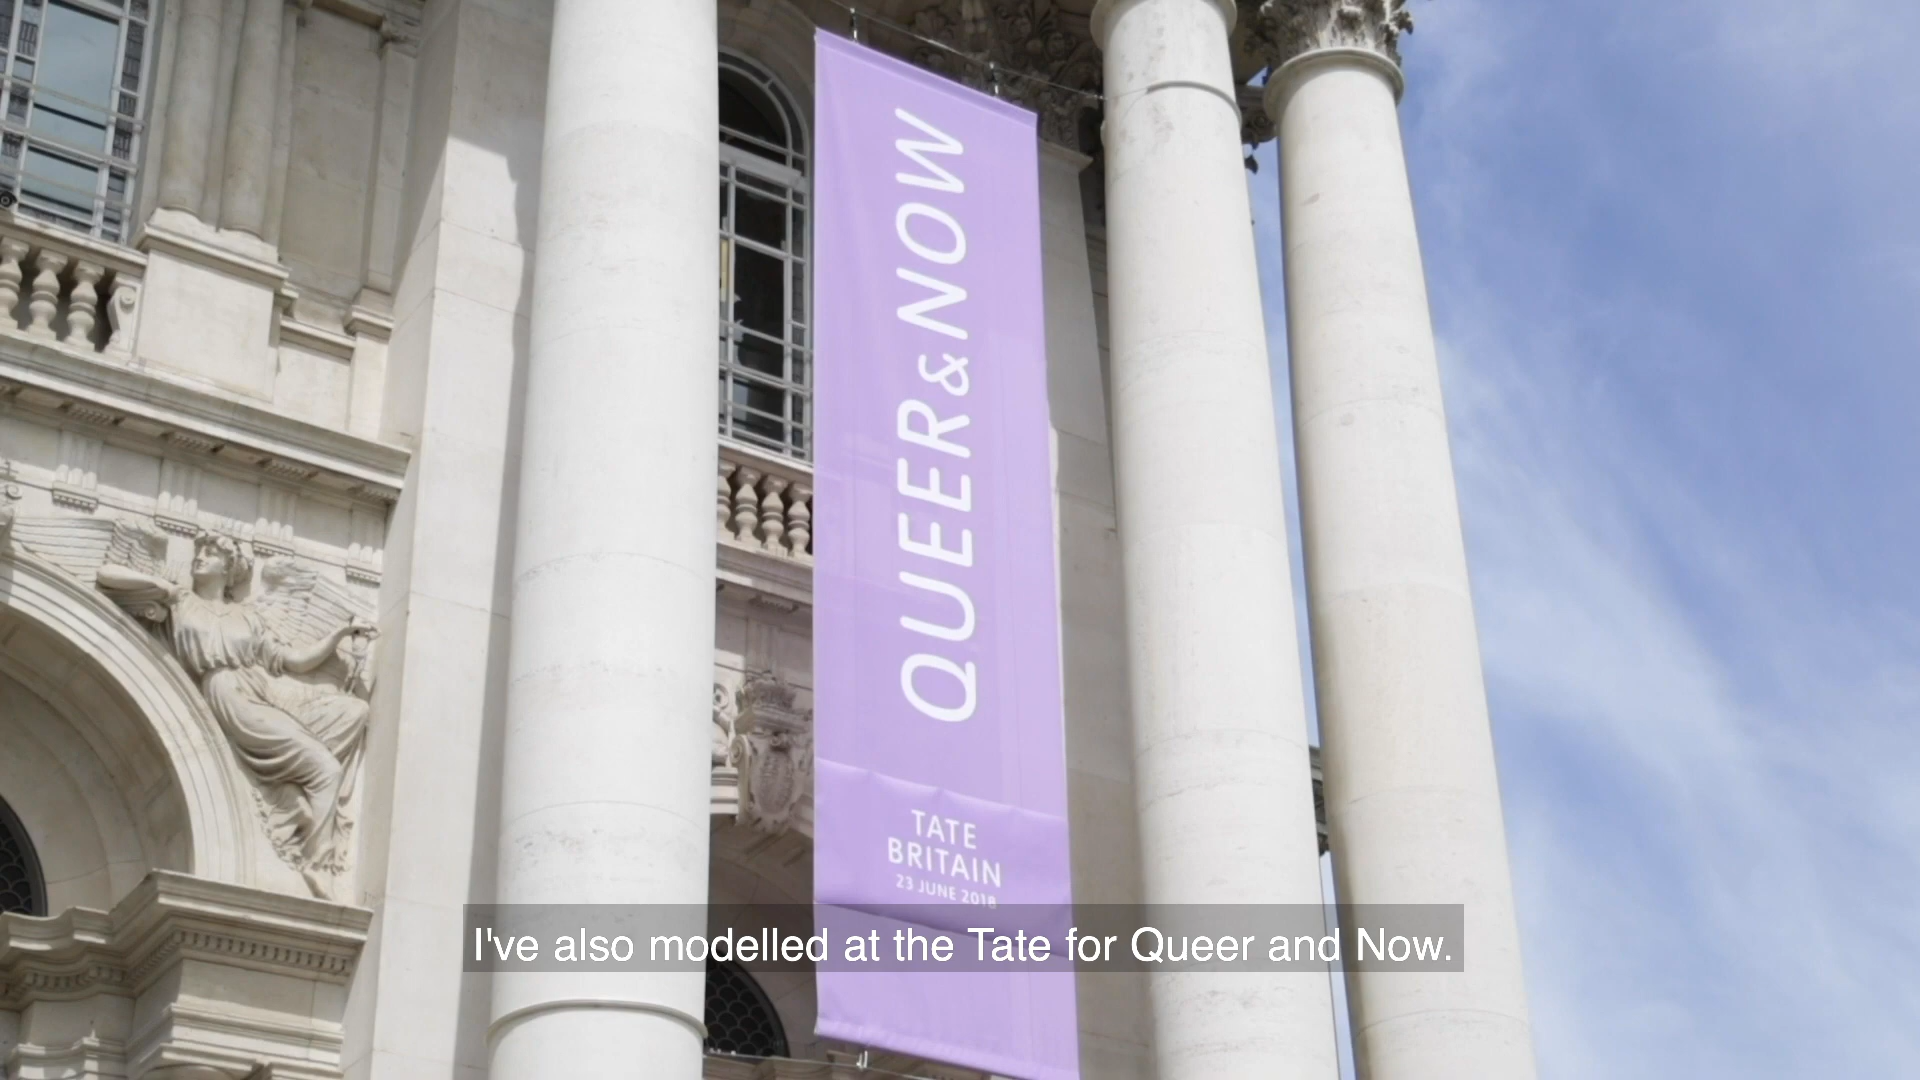 QUEER&NOW
TATE
BRITAIN
23 JUNE 2018
I've also modelled at the Tate for Queer and Now.